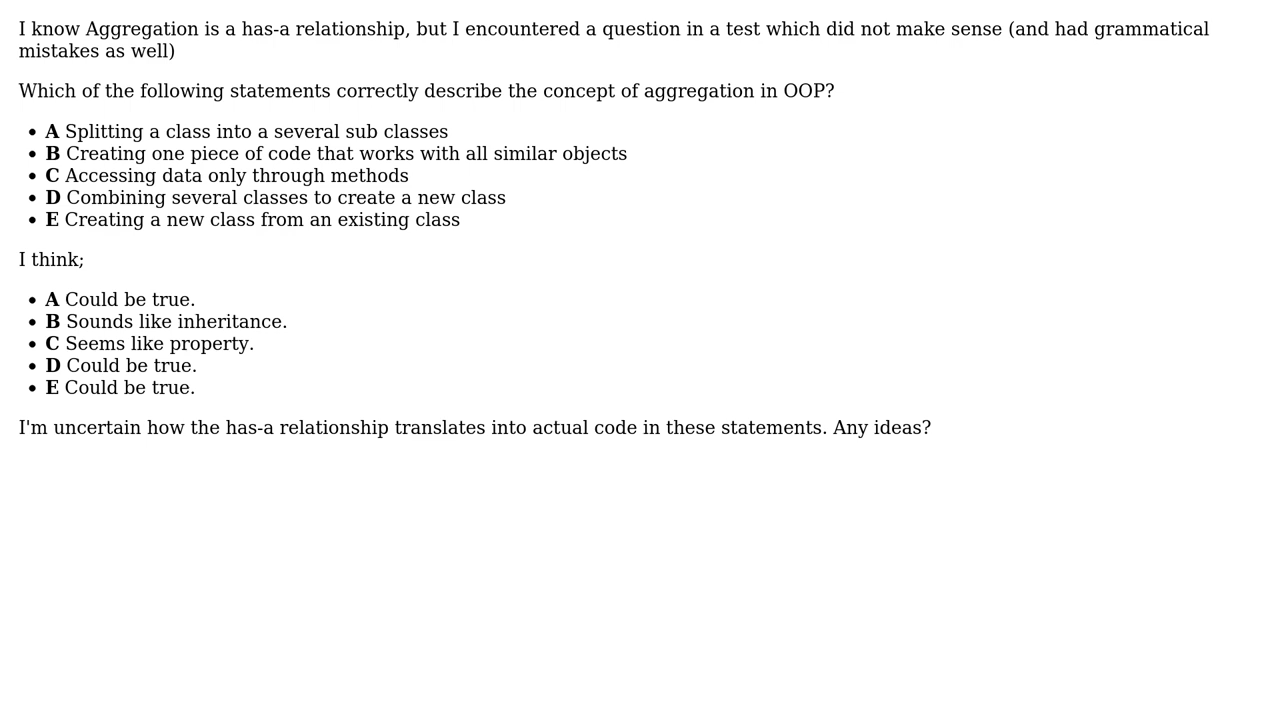 I know Aggregation is a has-a relationship, but I encountered a question in a test which did not make sense (and had grammatical
mistakes as well)
Which of the following statements correctly describe the concept of aggregation in OOP?
• A Splitting a class into a several sub classes
• B Creating one piece of code that works with all similar objects
• C Accessing data only through methods
• D Combining several classes to create a new class
• E Creating a new class from an existing class
I think;
• A Could be true.
• B Sounds like inheritance.
• C Seems like property.
• D Could be true.
• E Could be true.
I'm uncertain how the has-a relationship translates into actual code in these statements. Any ideas?